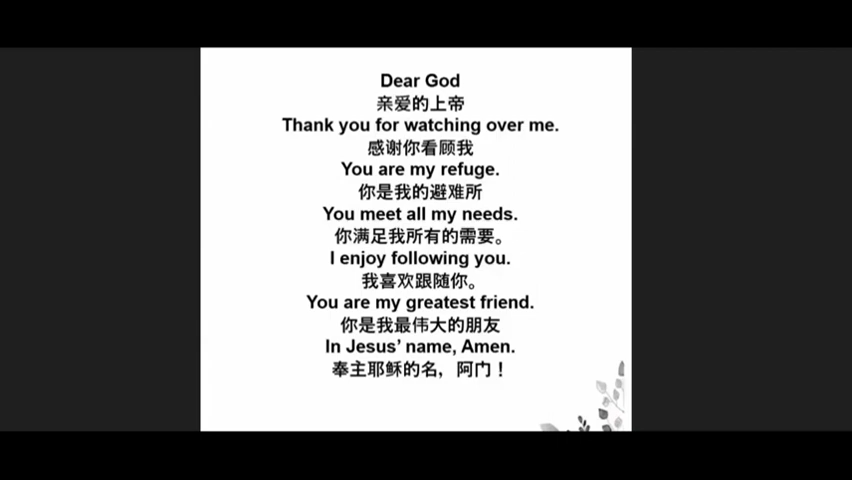 Dear God
亲爱的上帝
Thank you for watching over me.
感谢你看顾我
You are my refuge.
你是我的避难所
You meet all my needs.
你满足我所有的需要。
I enjoy following you.
我喜欢跟随你。
You are my greatest friend.
你是我最伟大的朋友
In Jesus’ name, Amen.
奉主耶稣的名，阿门！